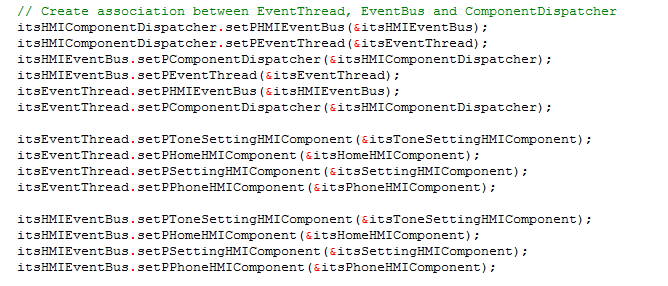 // Create association between EventThread, EventBus and ComponentDispatcher
itsHMIComponentDispatcher.setPHMIEventBus(&itsHMIEventBus);
itsHMIComponentDispatcher.setPEventThread(&itsEventThread);
itsHMIEventBus.setPComponentDispatcher(&itsHMIComponentDispatcher);
itsHMIEventBus.setPEventThread(&itsEventThread);
itsEventThread.setPHMIEventBus(&itsHMIEventBus);
itsEventThread.setPComponentDispatcher(&itsHMIComponentDispatcher);

itsEventThread.setPToneSettingHMIComponent(&itsToneSettingHMIComponent);
itsEventThread.setPHomeHMIComponent(&itsHomeHMIComponent);
itsEventThread.setPSettingHMIComponent(&itsSettingHMIComponent);
itsEventThread.setPPhoneHMIComponent(&itsPhoneHMIComponent);

itsHMIEventBus.setPToneSettingHMIComponent(&itsToneSettingHMIComponent);
itsHMIEventBus.setPHomeHMIComponent(&itsHomeHMIComponent);
itsHMIEventBus.setPSettingHMIComponent(&itsSettingHMIComponent);
itsHMIEventBus.setPPhoneHMIComponent(&itsPhoneHMIComponent);